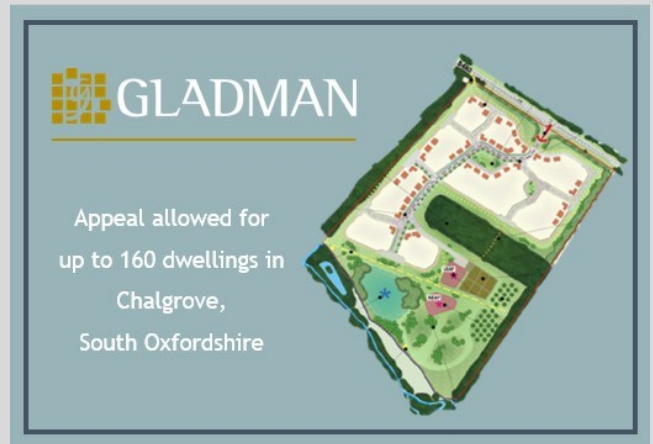 GLADMAN
Appeal allowed for
up to 160 dwellings in
Chalgrove,
South Oxfordshire